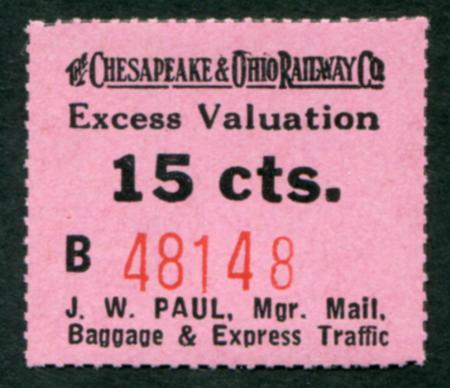 The Chesapeake & Ohio Railway Co.
Excess Valuation
15 cts.
B 48148
J. W. PAUL, Mgr. Mail,
Baggage & Express Traffic